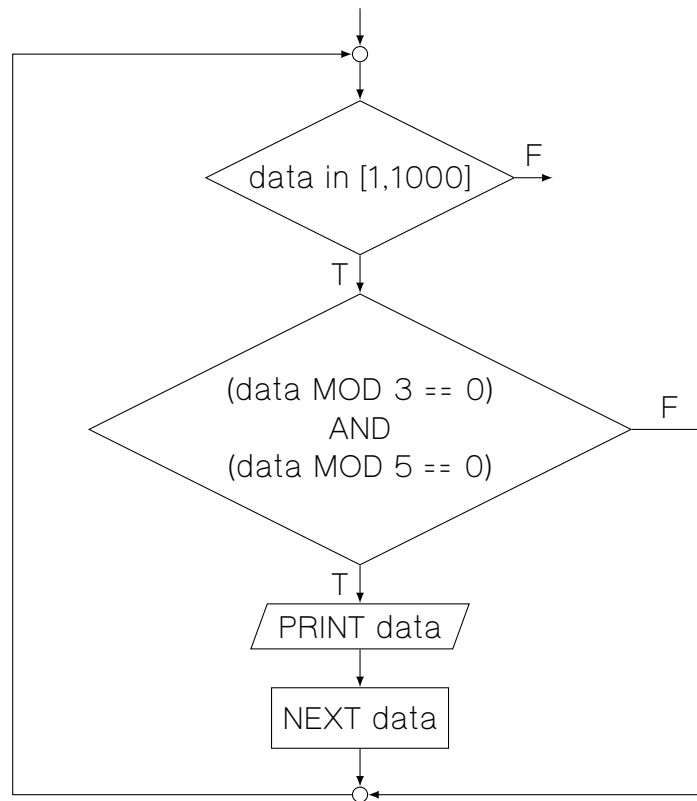 data in [1,1000]
F
T
(data MOD 3 == 0)
AND
(data MOD 5 == 0)
F
T
PRINT data
NEXT data